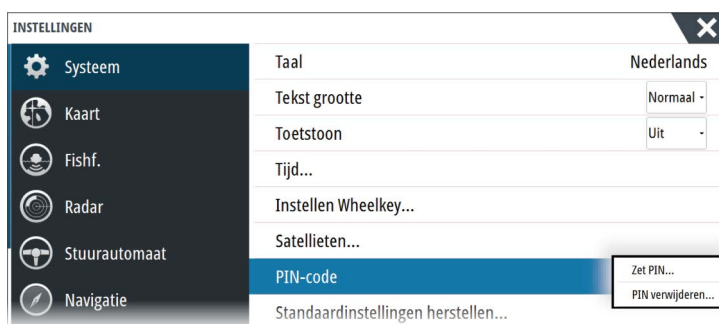 INSTELLINGEN
Systeem
Kaart
Fishf.
Radar
Stuurautomaat
Navigatie
Taal Nederlands
Tekst grootte Normaal
Toetstoon Uit
Tijd...
Instellen Wheelkey...
Satellieten...
PIN-code
Zet PIN...
PIN verwijderen...
Standaardinstellingen herstellen...